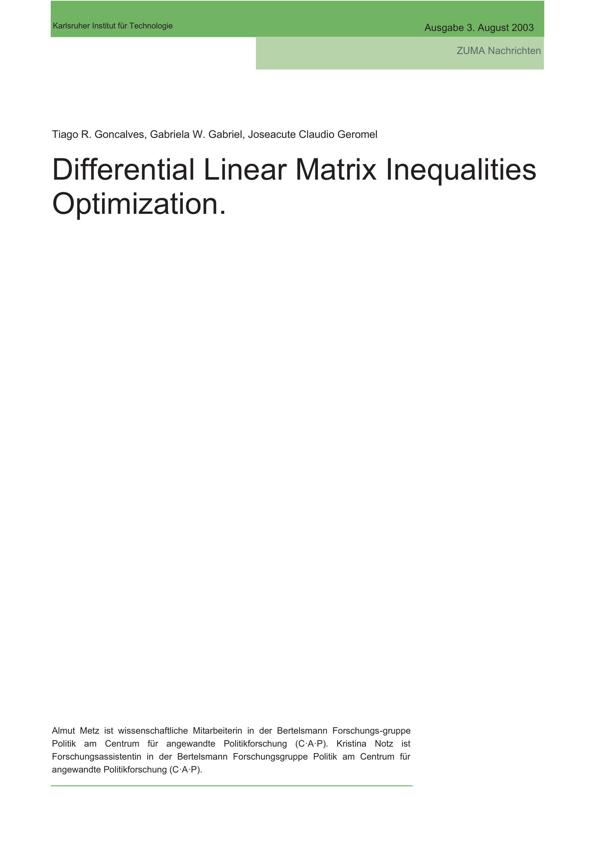 Karlsruher Institut für Technologie
Ausgabe 3. August 2003
ZUMA Nachrichten
Tiago R. Goncalves, Gabriela W. Gabriel, Joseacute Claudio Geromel
Differential Linear Matrix Inequalities
Optimization.
Almut Metz ist wissenschaftliche Mitarbeiterin in der Bertelsmann Forschungs-gruppe
Politik am Centrum für angewandte Politikforschung (C·A·P). Kristina Notz ist
Forschungsassistentin in der Bertelsmann Forschungsgruppe Politik am Centrum für
angewandte Politikforschung (C·A·P).